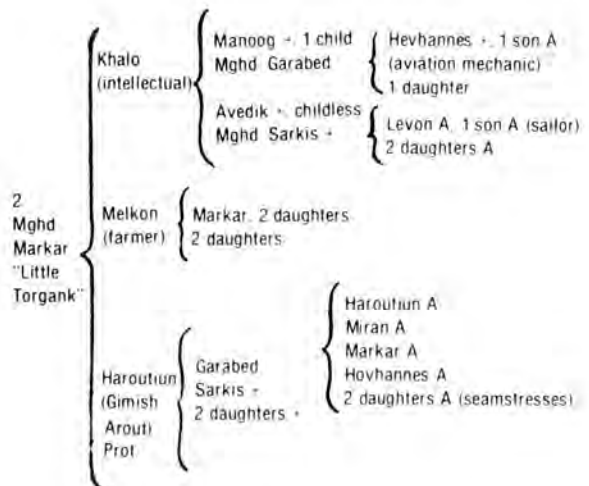 2
Mghd
Markar
"Little
Torgank"
Khalo
(intellectual)
Manoog +, 1 child
Mghd Garabed
Hevhannes +, 1 son A
(aviation mechanic)
1 daughter
Avedik +, childless
Mghd Sarkis +
Levon A, 1 son A (sailor)
2 daughters A
Melkon
(farmer)
Markar, 2 daughters
2 daughters
Haroutiun
(Gimish
Arout)
Prot
Garabed
Sarkis +
2 daughters +
Haroutiun A
Miran A
Markar A
Hovhannes A
2 daughters A (seamstresses)